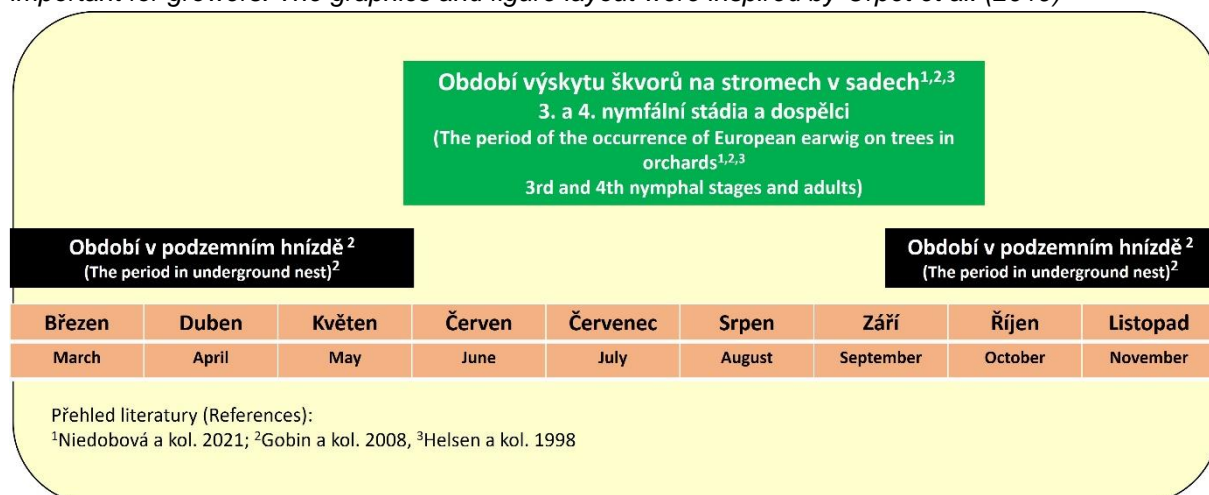 important for growers. The graphics and figure layout were inspired by
Období výskytu škvorů na stromech v sadech1,2,3
3. a 4. nymfální stádia a dospělci
(The period of the occurrence of European earwig on trees in
orchards1,2,3
3rd and 4th nymphal stages and adults)
Období v podzemním hnízdě 2
(The period in underground nest)2
Období v podzemním hnízdě 2
(The period in underground nest)2
Březen Duben Květen Červen Červenec Srpen Září Říjen Listopad
March April May June July August September October November
Přehled literatury (References):
1Niedobová a kol. 2021; 2Gobin a kol. 2008, 3Helsen a kol. 1998